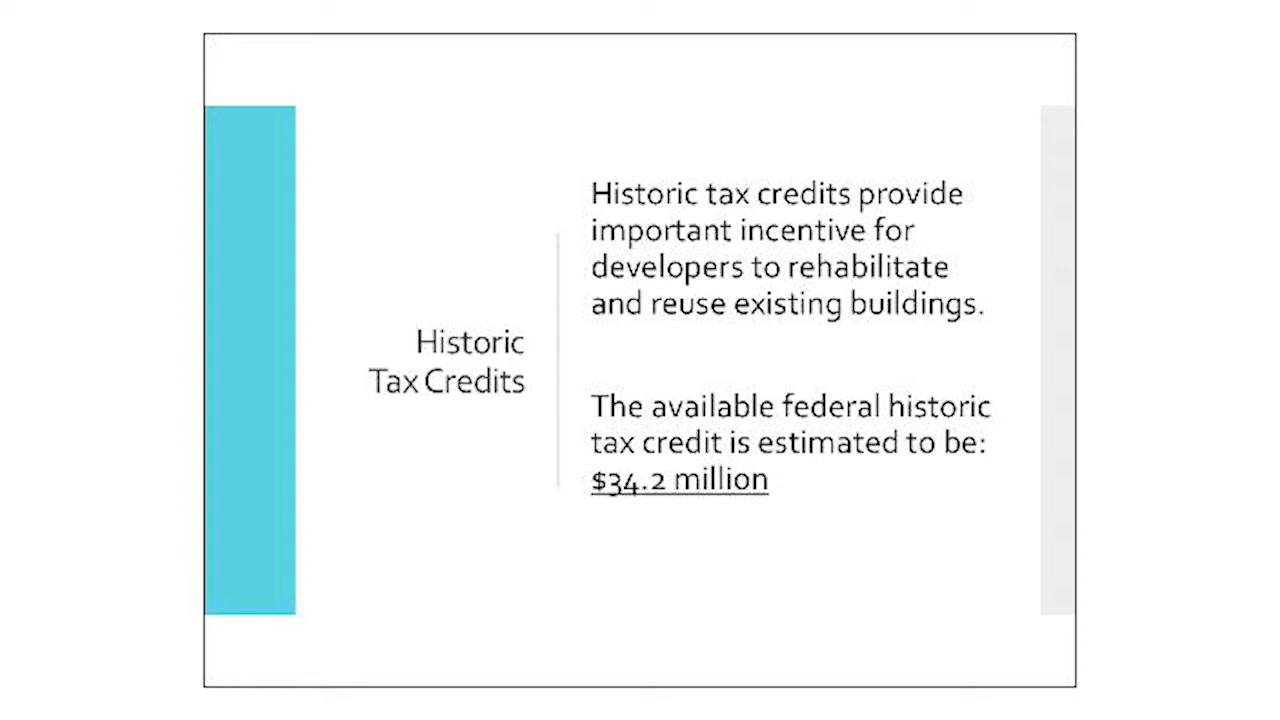 Historic
Tax Credits
Historic tax credits provide
important incentive for
developers to rehabilitate
and reuse existing buildings.
The available federal historic
tax credit is estimated to be:
$34.2 million